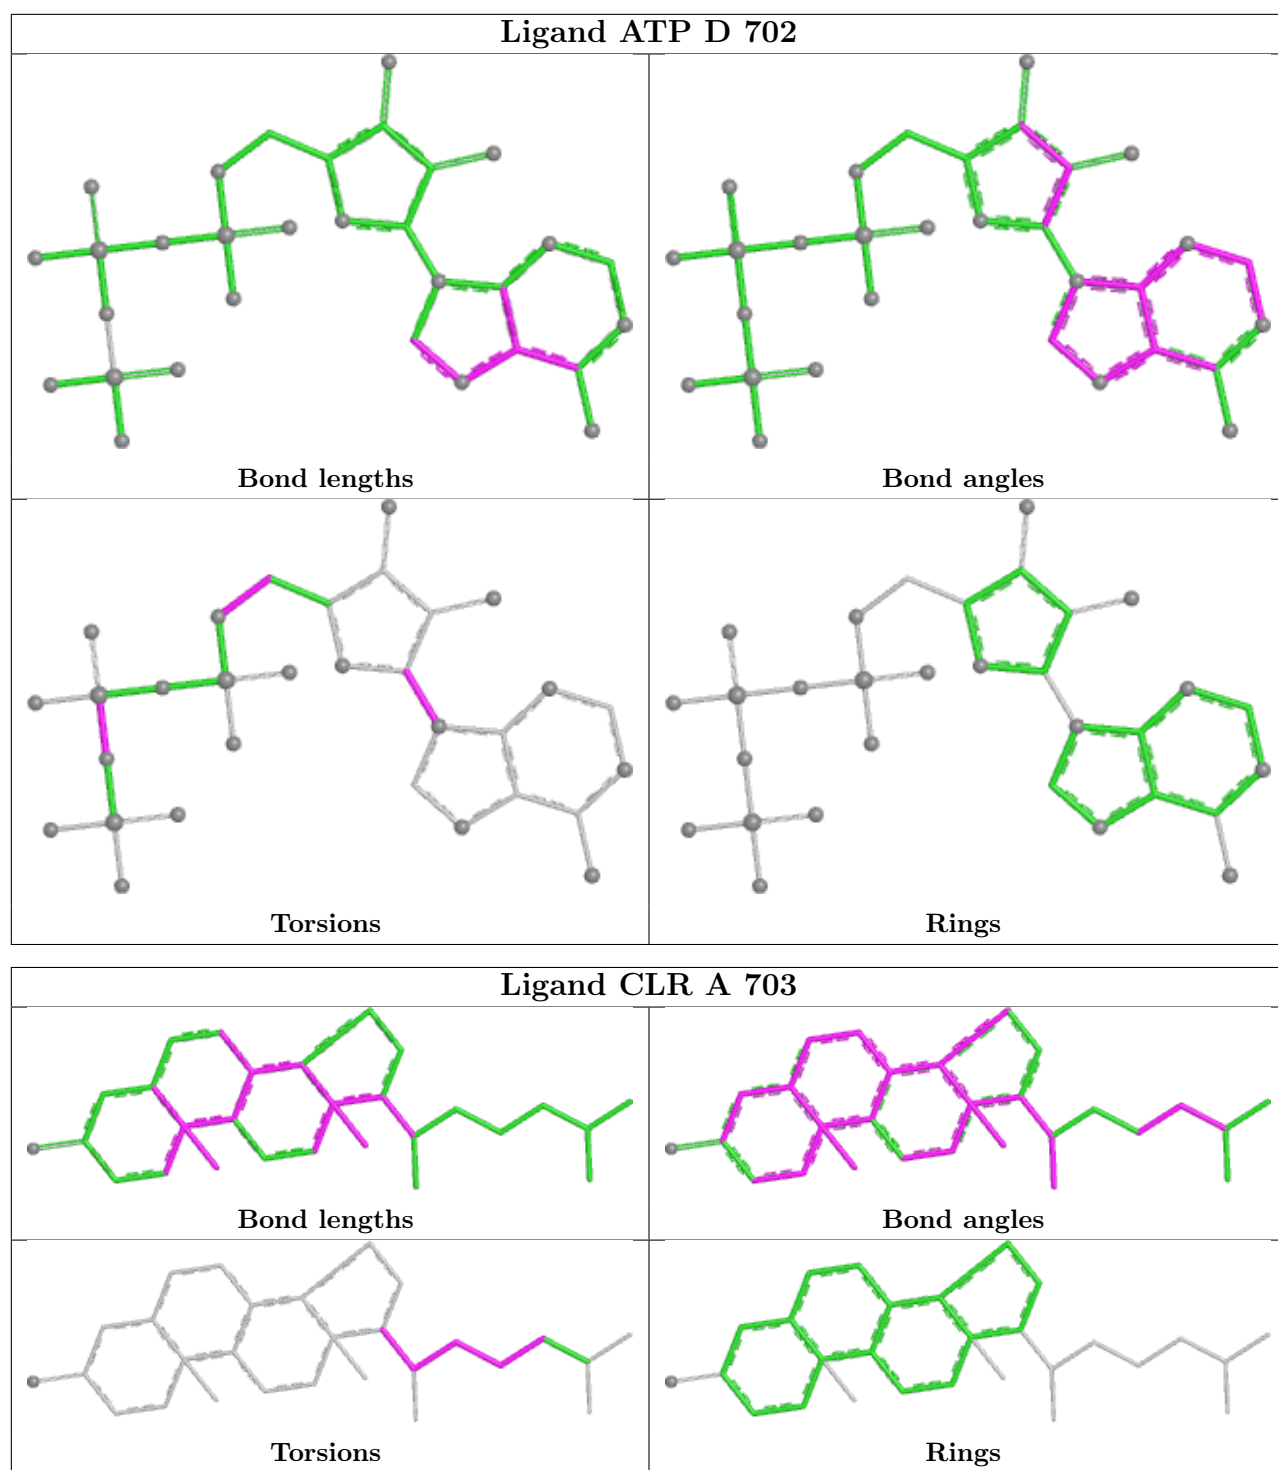 Ligand ATP D 702
Bond lengths
Bond angles
Torsions
Rings
Ligand CLR A 703
Bond lengths
Bond angles
Torsions
Rings